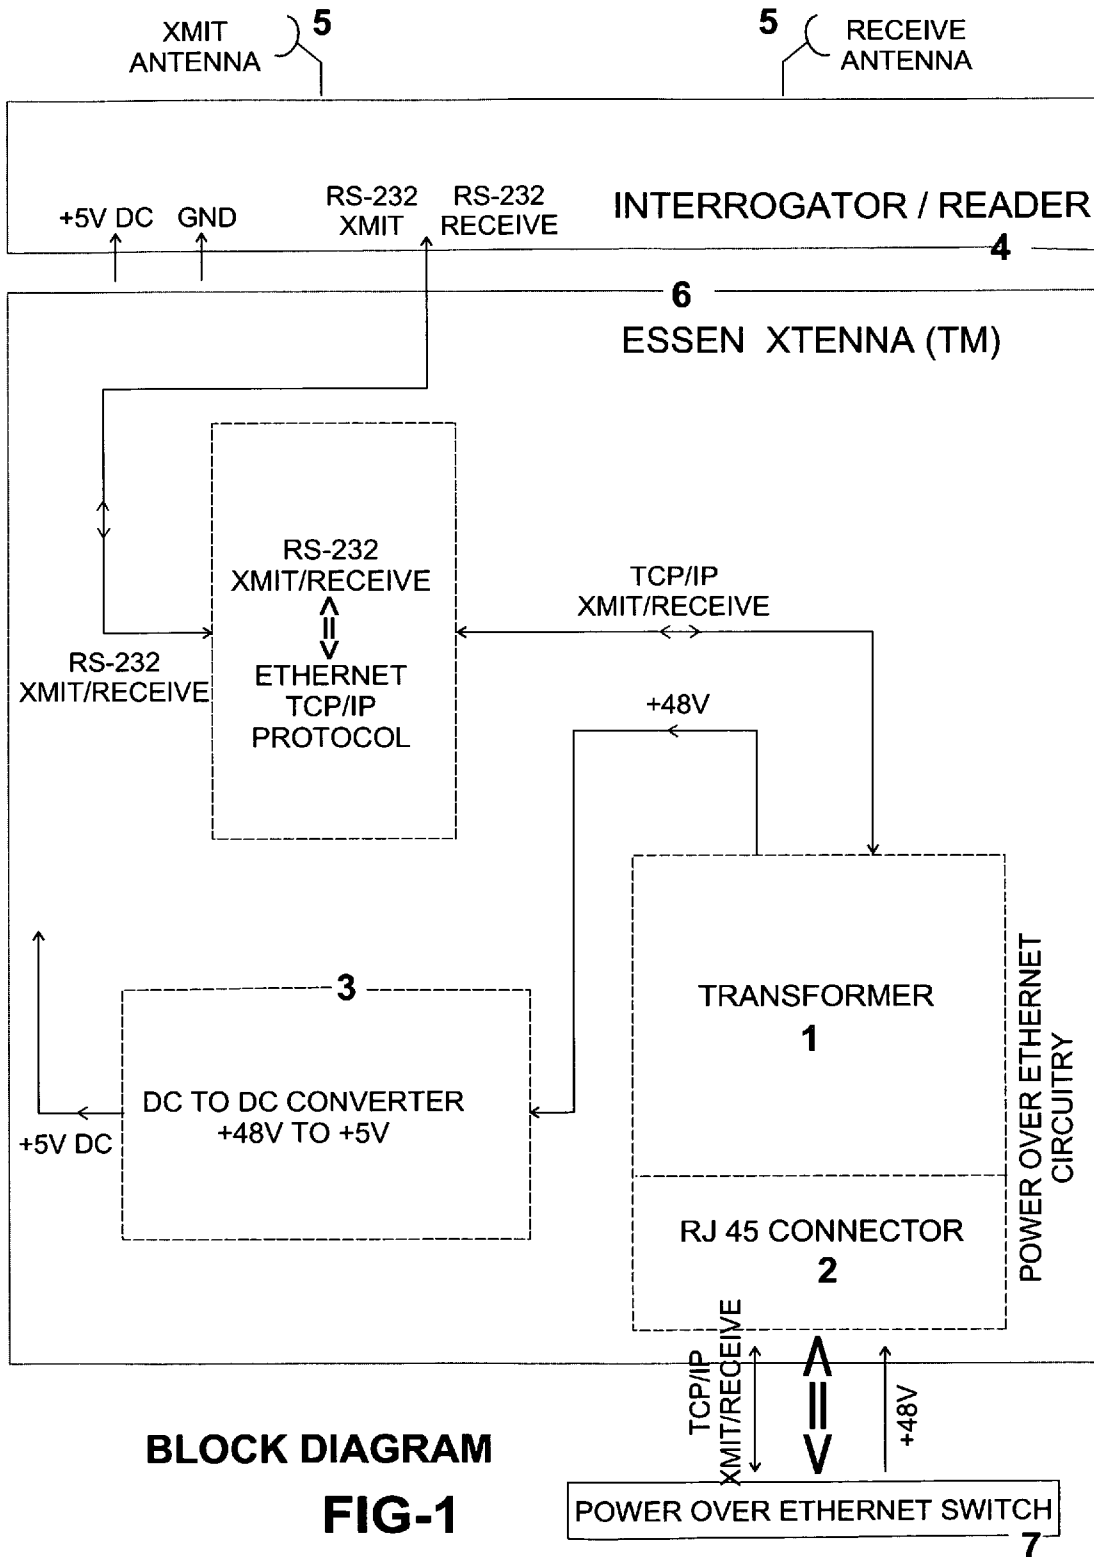 XMIT
ANTENNA
5
5
RECEIVE
ANTENNA
+5V DC
GND
RS-232
XMIT
RS-232
RECEIVE
INTERROGATOR / READER
4
6
ESSEN XTENNA (TM)
RS-232
XMIT/RECEIVE
<=>
ETHERNET
TCP/IP
PROTOCOL
RS-232
XMIT/RECEIVE
TCP/IP
XMIT/RECEIVE
+48V
3
DC TO DC CONVERTER
+48V TO +5V
+5V DC
TRANSFORMER
1
RJ 45 CONNECTOR
2
POWER OVER ETHERNET
CIRCUITRY
TCP/IP
XMIT/RECEIVE
<=>
+48V
BLOCK DIAGRAM
FIG-1
POWER OVER ETHERNET SWITCH
7